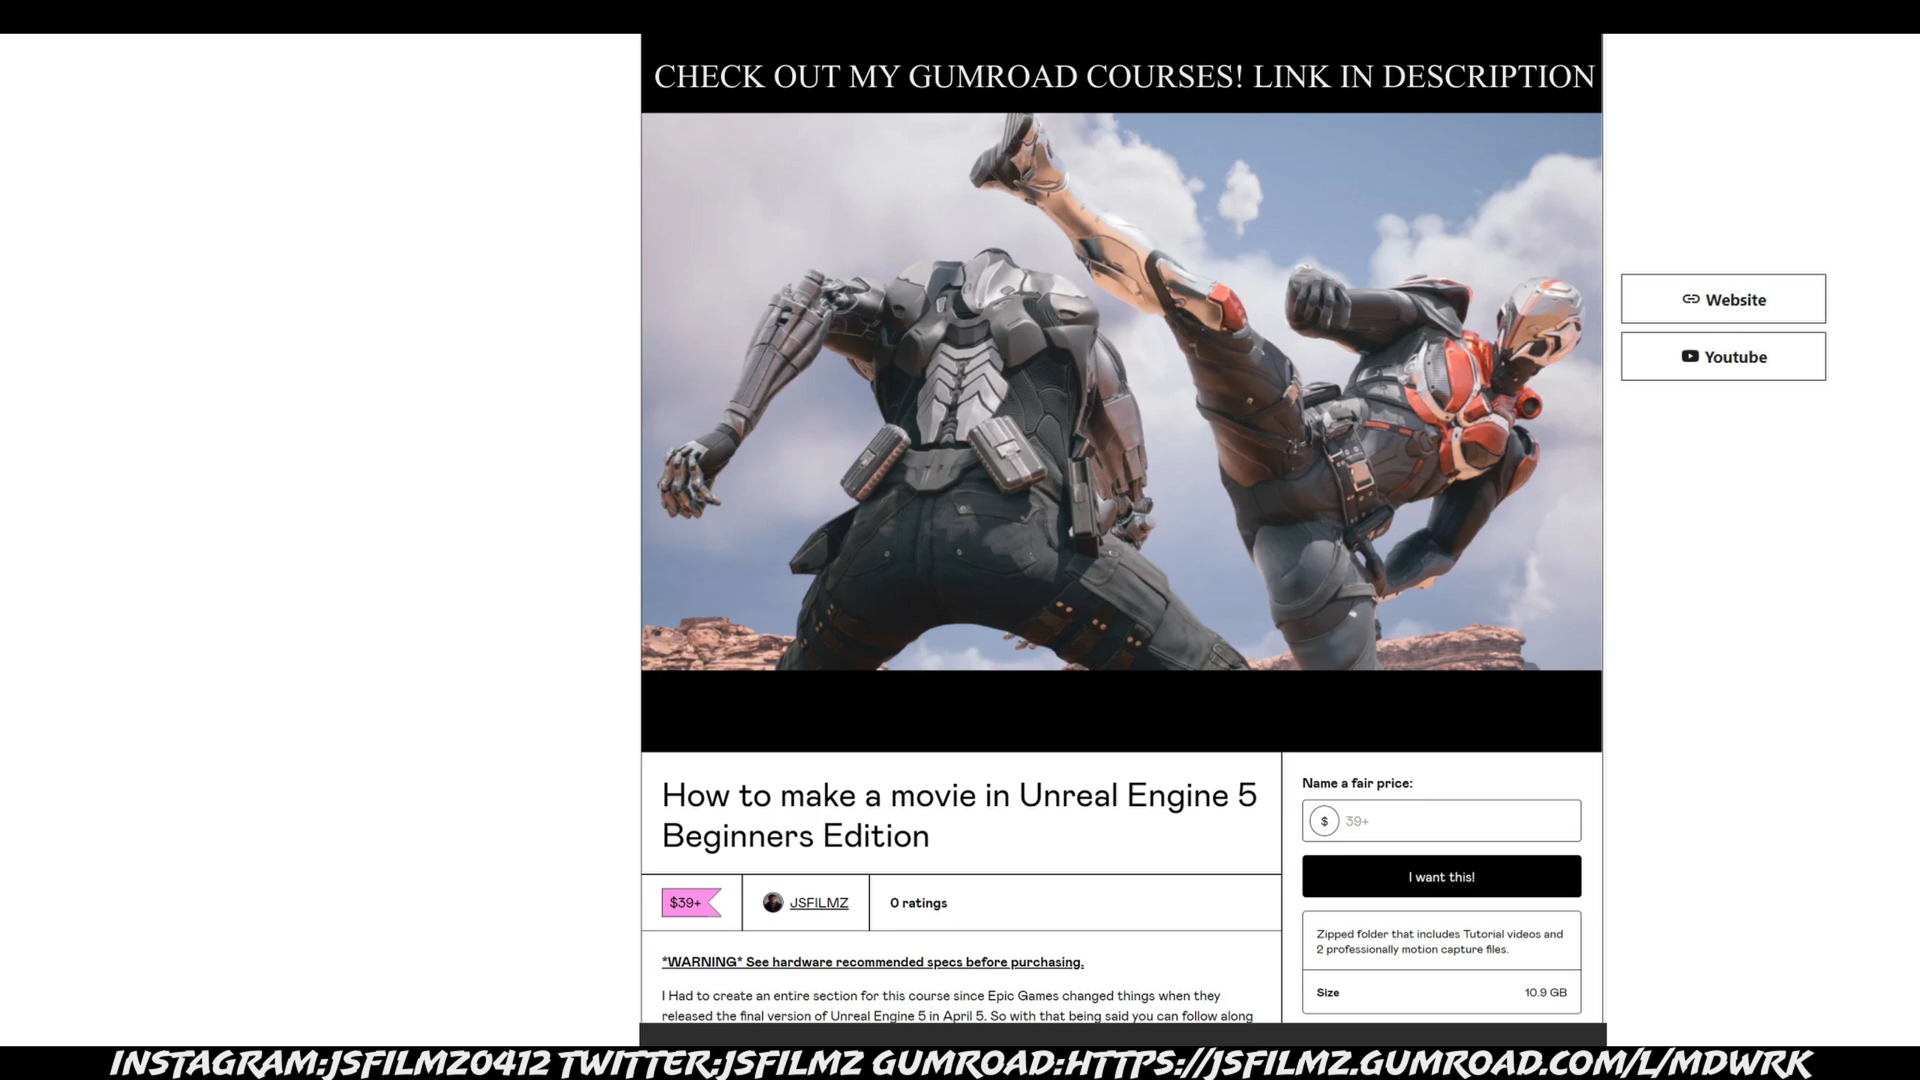 CHECK OUT MY GUMROAD COURSES! LINK IN DESCRIPTION
Website
Youtube
How to make a movie in Unreal Engine 5
Beginners Edition
Name a fair price:
$ 39+
I want this!
$39+
JSFILMZ
0 ratings
Zipped folder that includes Tutorial videos and
2 professionally motion capture files.
Size 10.9 GB
*WARNING* See hardware recommended specs before purchasing.
I Had to create an entire section for this course since Epic Games changed things when they
released the final version of Unreal Engine 5 in April 5. So with that being said you can follow along
INSTAGRAM:JSFILMZ0412 TWITTER:JSFILMZ GUMROAD:HTTPS://JSFILMZ.GUMROAD.COM/L/MDWRK